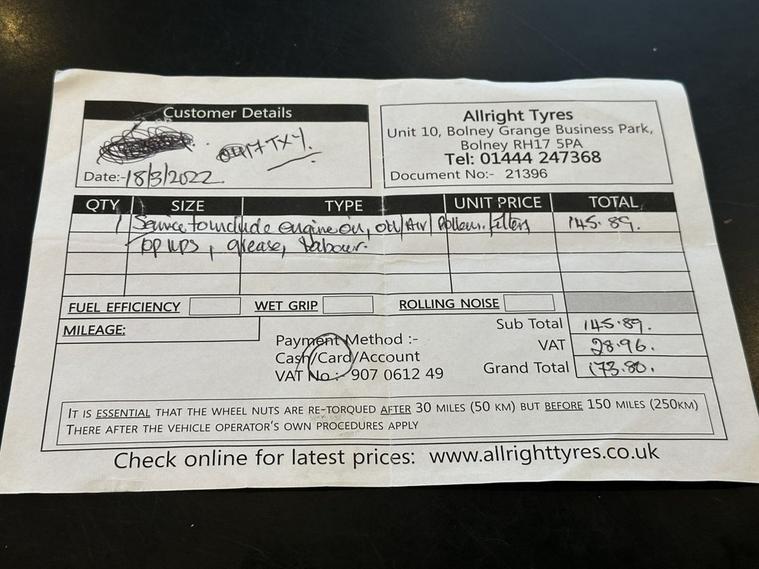 Customer Details
Date:- 18/3/2022
Allright Tyres
Unit 10, Bolney Grange Business Park,
Bolney RH17 5PA
Tel: 01444 247368
Document No:- 21396
QTY SIZE TYPE UNIT PRICE TOTAL
1 Service to include engine oil, oil/Air/Pollen. filters 145.89.
Top ups, grease, Labour.
FUEL EFFICIENCY WET GRIP ROLLING NOISE
MILEAGE:
Payment Method :-
Cash/Card/Account
VAT No :- 907 0612 49
Sub Total 145.89.
VAT 28.96.
Grand Total 173.80.
IT IS ESSENTIAL THAT THE WHEEL NUTS ARE RE-TORQUED AFTER 30 MILES (50 KM) BUT BEFORE 150 MILES (250KM)
THERE AFTER THE VEHICLE OPERATOR'S OWN PROCEDURES APPLY
Check online for latest prices: www.allrighttyres.co.uk